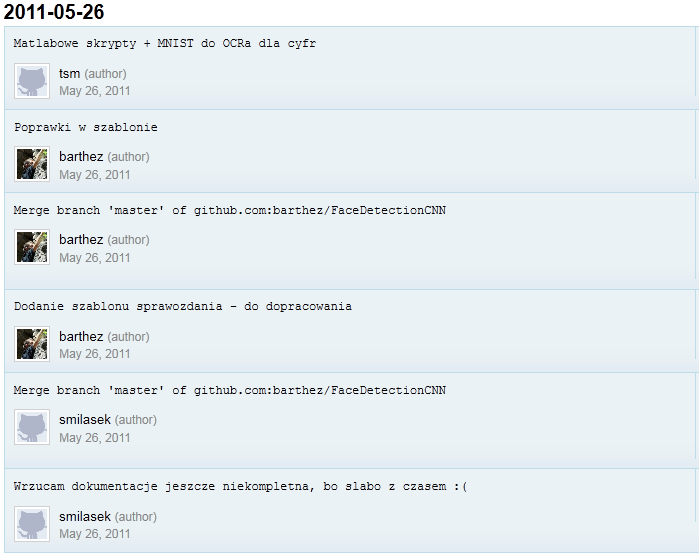 2011-05-26
Matlabowe skrypty + MNIST do OCRa dla cyfr
tsm (author)
May 26, 2011
Poprawki w szablonie
barthez (author)
May 26, 2011
Merge branch 'master' of github.com:barthez/FaceDetectionCNN
barthez (author)
May 26, 2011
Dodanie szablonu sprawozdania - do dopracowania
barthez (author)
May 26, 2011
Merge branch 'master' of github.com:barthez/FaceDetectionCNN
smilasek (author)
May 26, 2011
Wrzucam dokumentacje jeszcze niekompletna, bo slabo z czasem :(
smilasek (author)
May 26, 2011